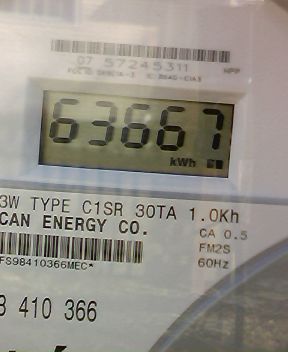 07 57245311
63667
kWh
3W TYPE C1SR 30TA 1.0Kh
CAN ENERGY CO.
CA 0.5
FM2S
FS98410366MEC*
60Hz
8 410 366